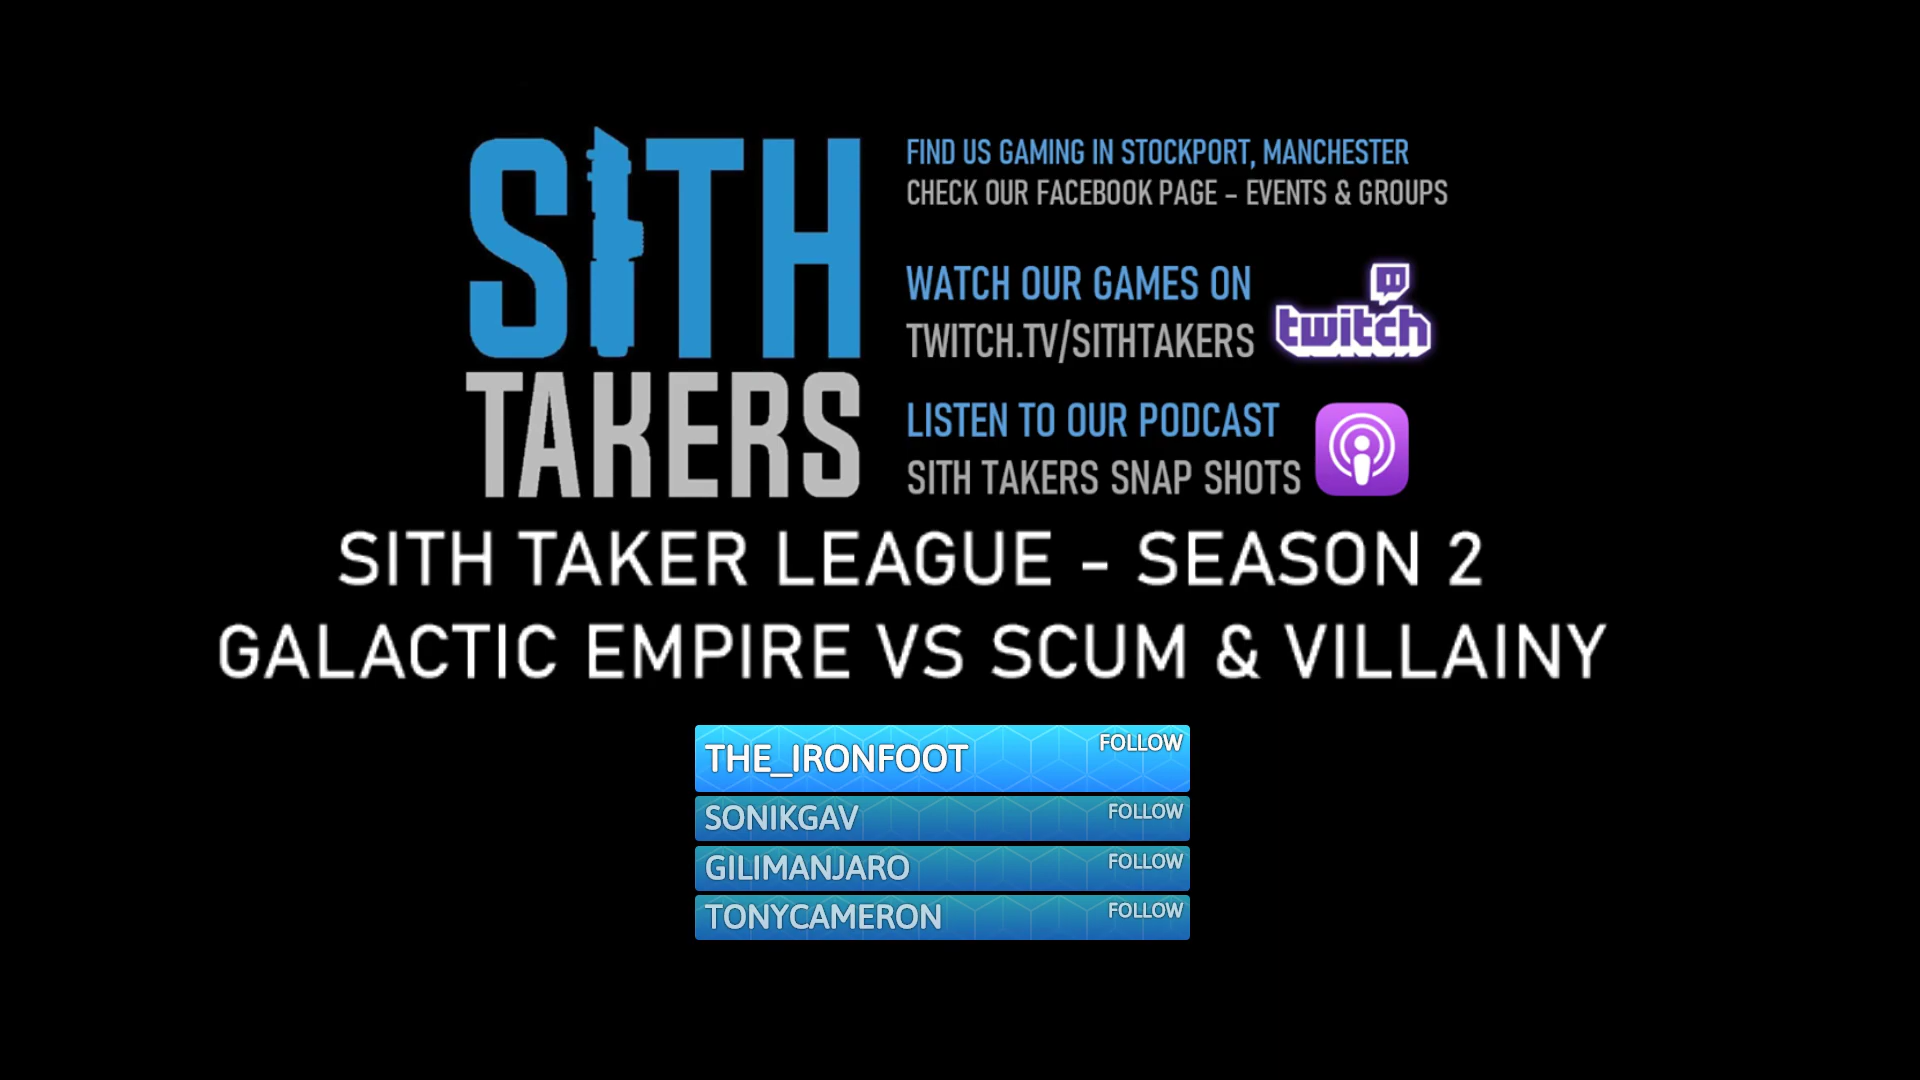 SITH
TAKERS
FIND US GAMING IN STOCKPORT, MANCHESTER
CHECK OUR FACEBOOK PAGE - EVENTS & GROUPS
WATCH OUR GAMES ON
TWITCH.TV/SITHTAKERS
twitch
LISTEN TO OUR PODCAST
SITH TAKERS SNAP SHOTS
SITH TAKER LEAGUE - SEASON 2
GALACTIC EMPIRE VS SCUM & VILLAINY
THE_IRONFOOT FOLLOW
SONIKGAV FOLLOW
GILIMANJARO FOLLOW
TONYCAMERON FOLLOW